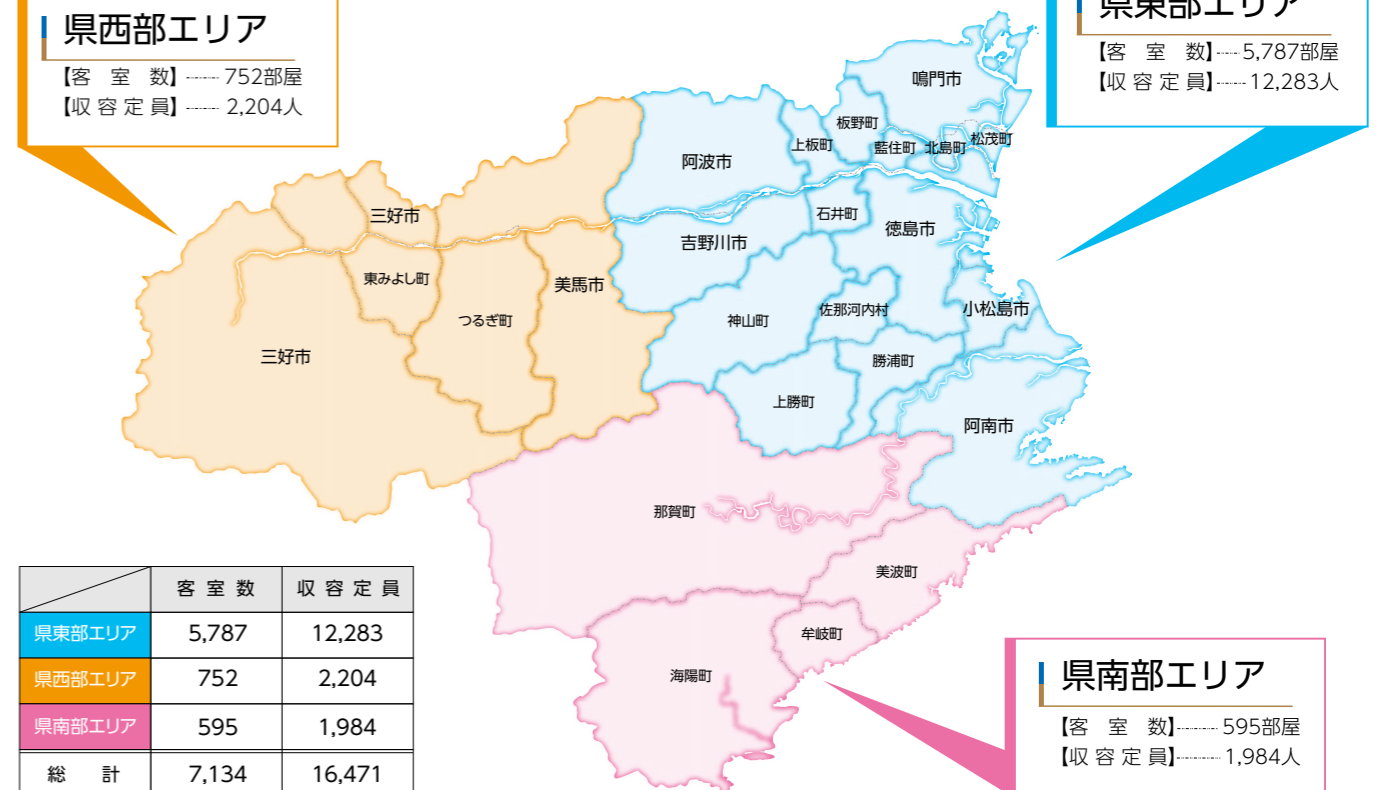 県西部エリア
【客室数】 752部屋
【収容定員】 2,204人
県東部エリア
【客室数】 5,787部屋
【収容定員】 12,283人
鳴門市
板野町
上板町
藍住町
北島町
松茂町
阿波市
三好市
石井町
徳島市
吉野川市
東みよし町
美馬市
つるぎ町
神山町
佐那河内村
小松島市
三好市
勝浦町
上勝町
阿南市
那賀町
美波町
牟岐町
海陽町
客室数 収容定員
県東部エリア 5,787 12,283
県西部エリア 752 2,204
県南部エリア 595 1,984
総計 7,134 16,471
県南部エリア
【客室数】 595部屋
【収容定員】 1,984人